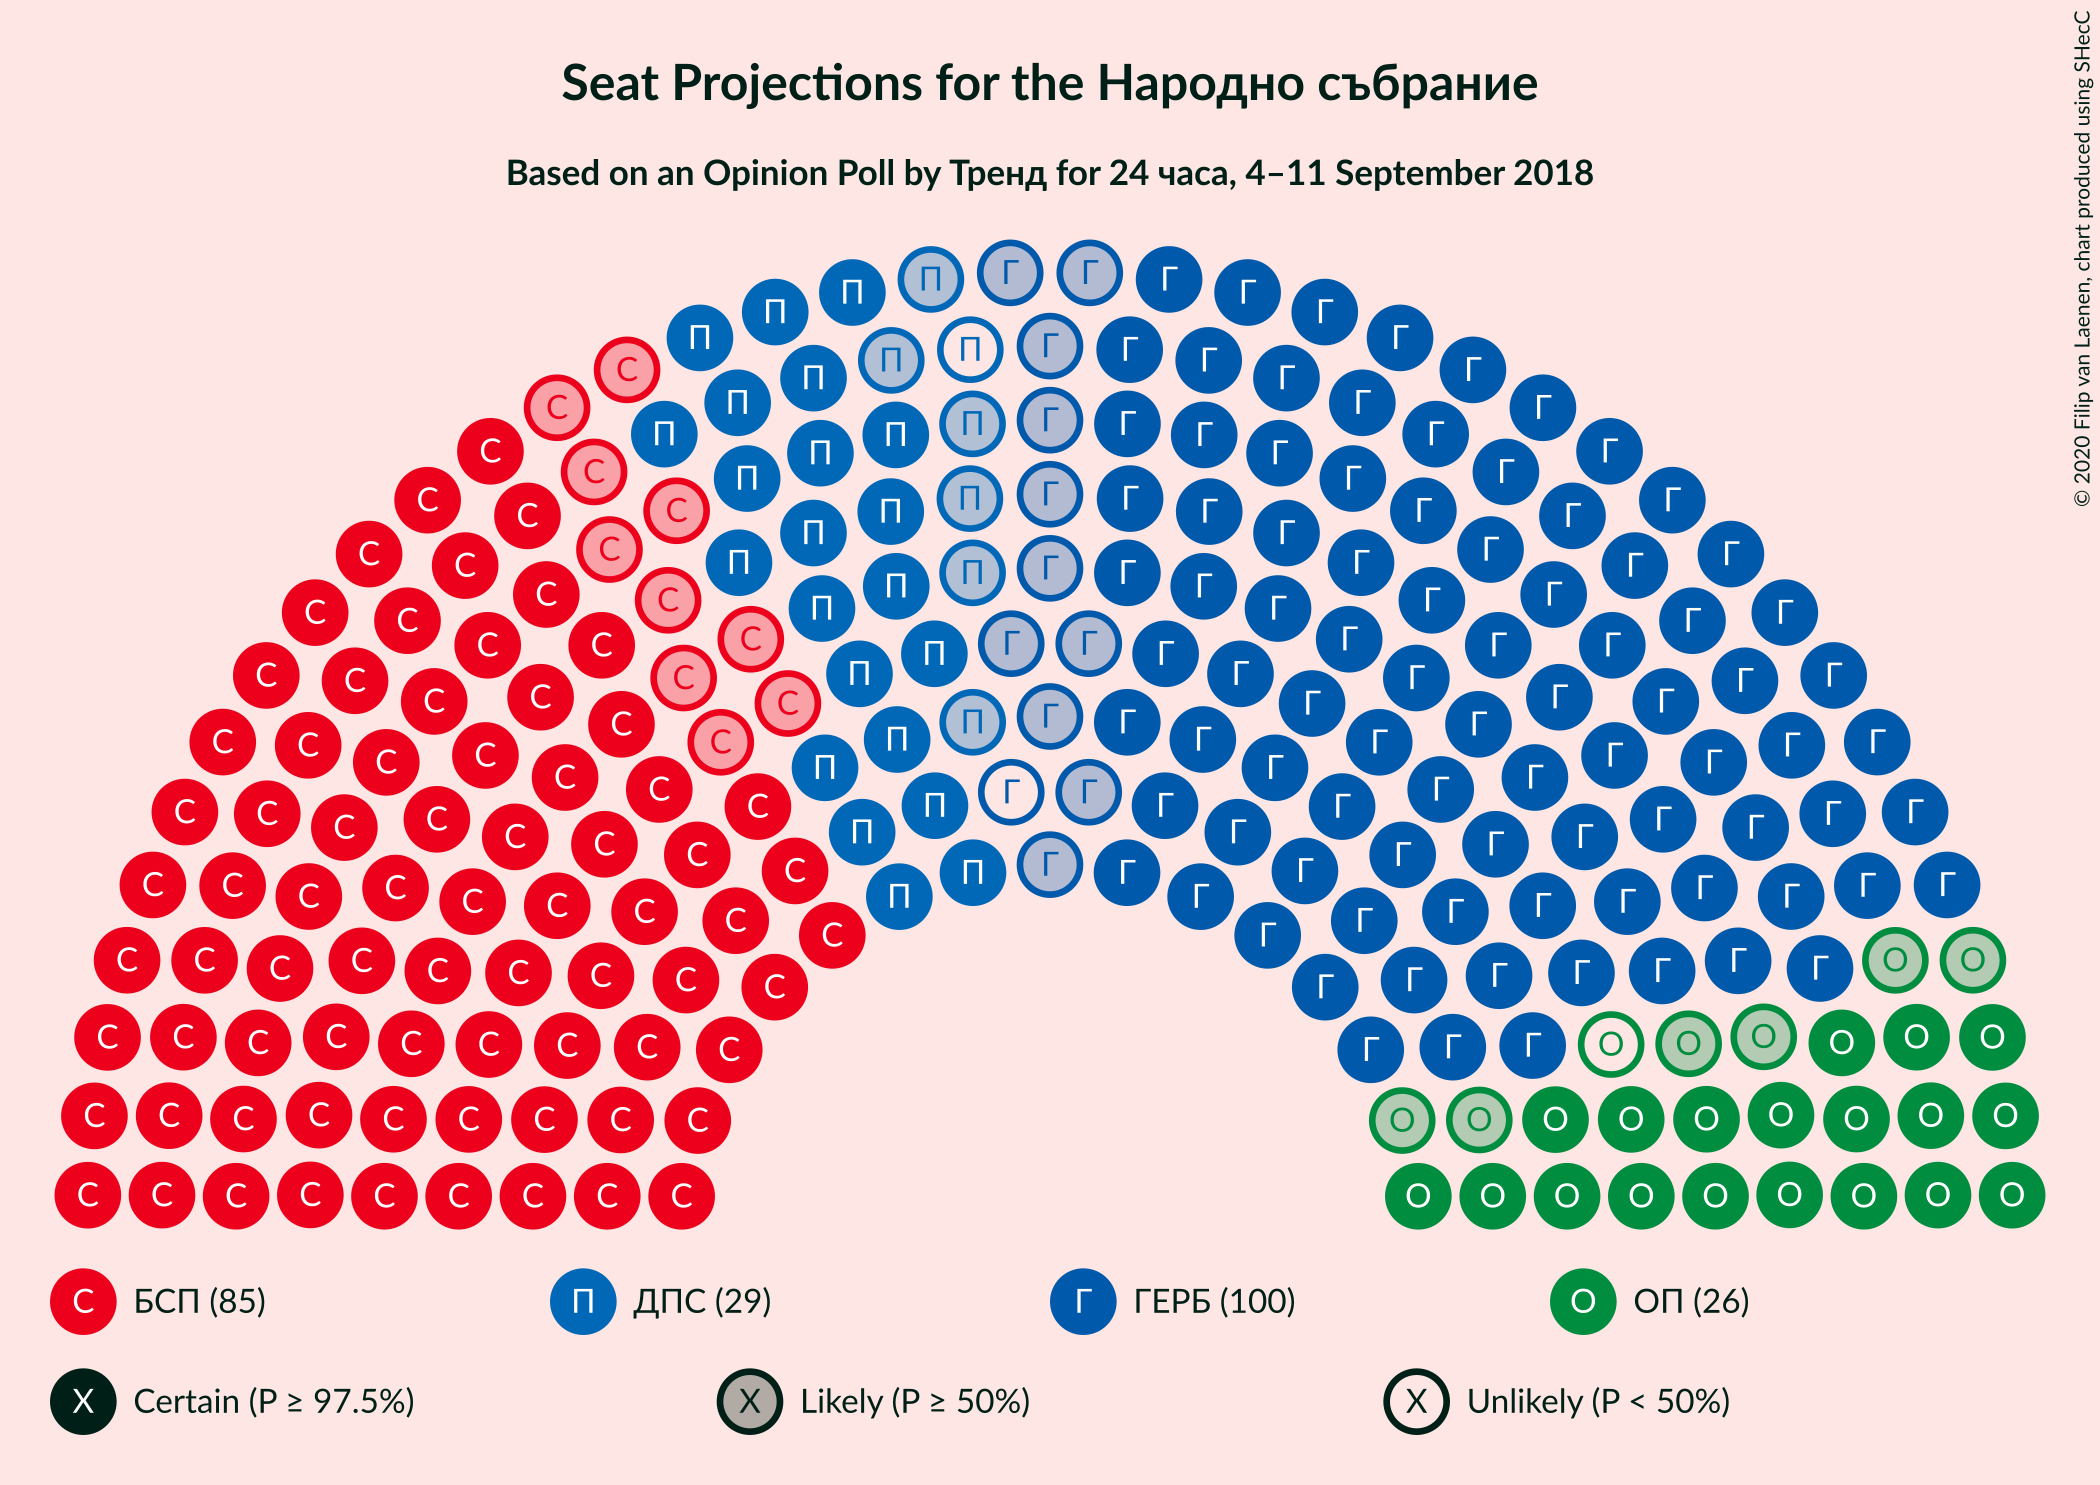 Seat Projections for the Народно събрание
Based on an Opinion Poll by Тренд for 24 часа, 4–11 September 2018
© 2020 Filip van Laenen, chart produced using SHecC
С БСП (85)
П ДПС (29)
Г ГЕРБ (100)
О ОП (26)
X Certain (P ≥ 97.5%)
X Likely (P ≥ 50%)
X Unlikely (P < 50%)